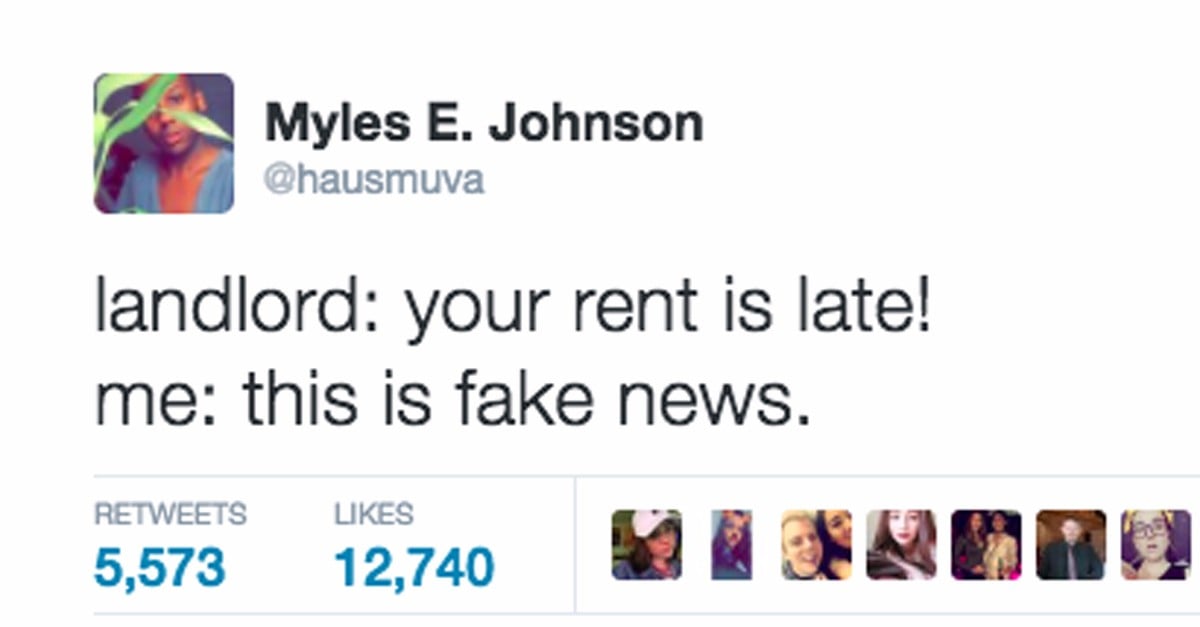 Myles E. Johnson
@hausmuva
landlord: your rent is late!
me: this is fake news.
RETWEETS LIKES
5,573 12,740